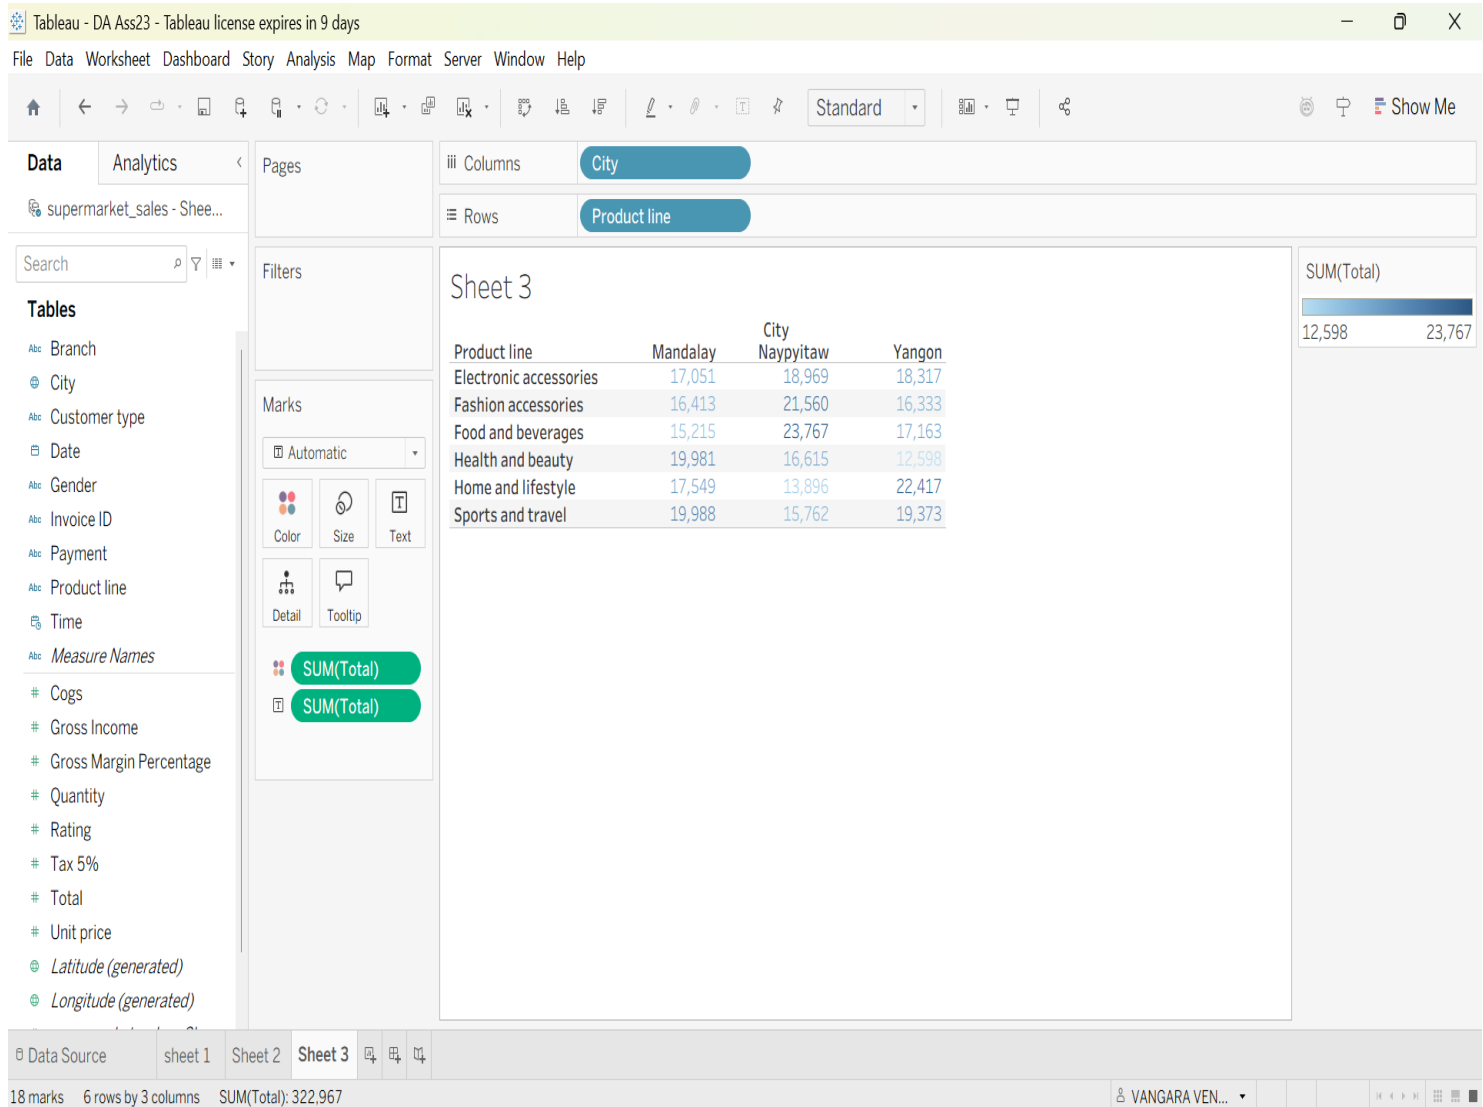 Tableau - DA Ass23 - Tableau license expires in 9 days
File Data Worksheet Dashboard Story Analysis Map Format Server Window Help
Standard
Show Me
Data Analytics
supermarket_sales - Shee...
Search
Tables
Abc Branch
City
Abc Customer type
Date
Abc Gender
Abc Invoice ID
Abc Payment
Abc Product line
Time
Abc Measure Names
# Cogs
# Gross Income
# Gross Margin Percentage
# Quantity
# Rating
# Tax 5%
# Total
# Unit price
Latitude (generated)
Longitude (generated)
Pages
Filters
Marks
T Automatic
Color Size T Text
Detail Tooltip
SUM(Total)
T SUM(Total)
iii Columns City
Rows Product line
Sheet 3
City
Product line Mandalay Naypyitaw Yangon
Electronic accessories 17,051 18,969 18,317
Fashion accessories 16,413 21,560 16,333
Food and beverages 15,215 23,767 17,163
Health and beauty 19,981 16,615 12,598
Home and lifestyle 17,549 13,896 22,417
Sports and travel 19,988 15,762 19,373
SUM(Total)
12,598 23,767
Data Source sheet 1 Sheet 2 Sheet 3
18 marks 6 rows by 3 columns SUM(Total): 322,967
VANGARA VEN...